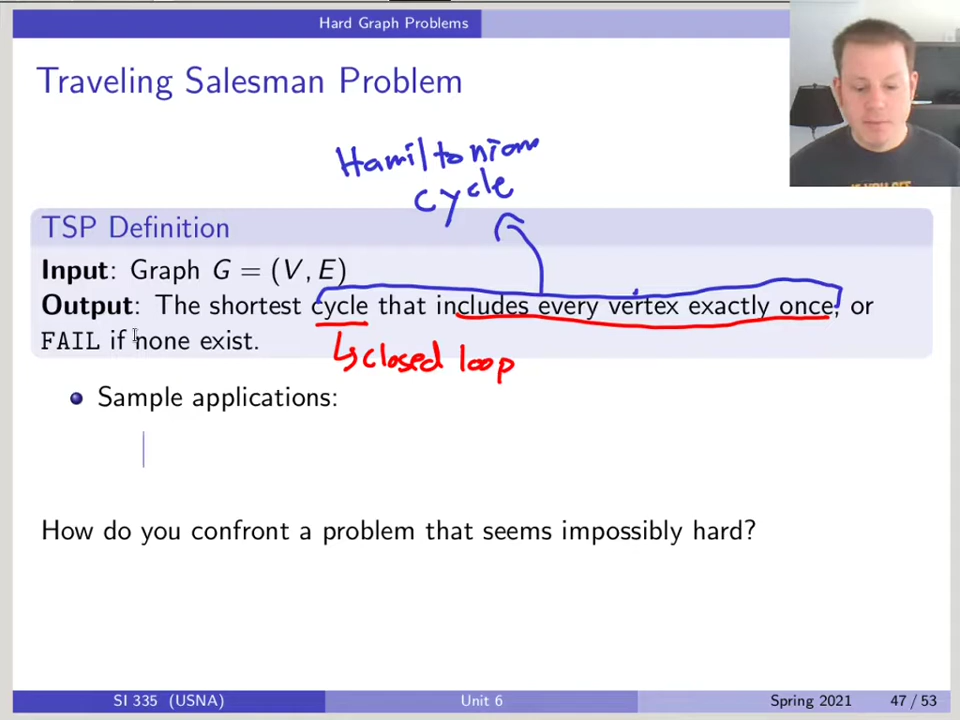 Hard Graph Problems
Traveling Salesman Problem
Hamiltonian
cycle
TSP Definition
Input: Graph G = (V, E)
Output: The shortest cycle that includes every vertex exactly once, or
FAIL if none exist.
↳closed loop
Sample applications:
How do you confront a problem that seems impossibly hard?
SI 335 (USNA) Unit 6 Spring 2021 47 / 53